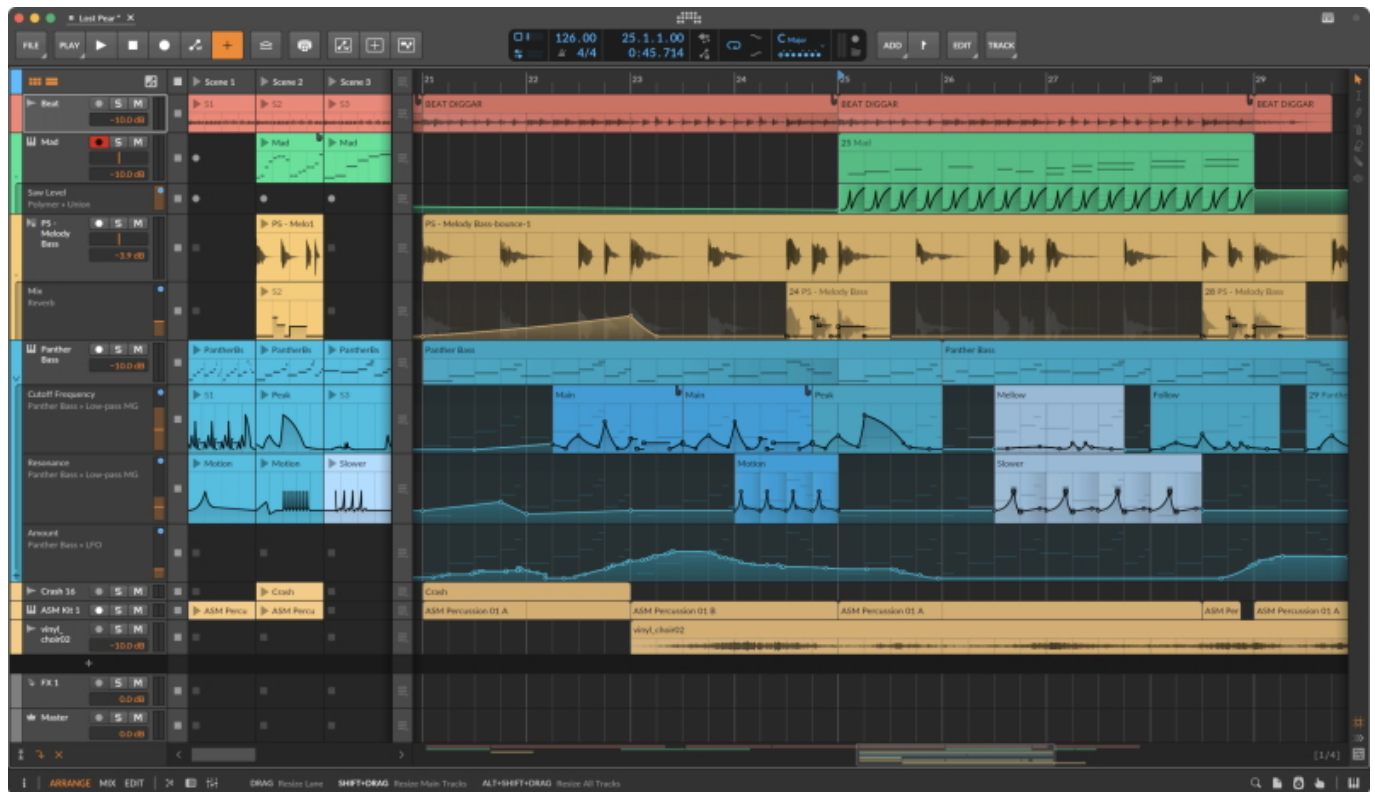 Lost Pear* ×
FILE PLAY 126.00 25.1.1.00 C Major ADD EDIT TRACK
4/4 0:45.714
Scene 1 Scene 2 Scene 3 21 22 23 24 25 26 27 28 29
Beat S M S1 S2 S3 BEAT DIGGAR BEAT DIGGAR BEAT DIGGAR
-10.0 dB
Mad S M Mad Mad 25 Mad
-10.0 dB
Saw Level
Polymer • Union
PS - S M PS - Melo1 PS - Melody Bass-bounce-1
Melody
Bass
-3.9 dB
Mix S2 24 PS - Melody Bass 28 PS - Melody Bass
Reverb
Panther S M PantherBs PantherBs PantherBs Panther Bass Panther Bass
Bass
-10.0 dB
Cutoff Frequency S1 Peak S3 Main Main Peak Mellow Follow 29 Panthe
Panther Bass • Low-pass MG
Resonance Motion Motion Slower Motion Slower
Panther Bass • Low-pass MG
Amount
Panther Bass • LFO
Crash 16 S M Crash Crash
ASM Kit 1 S M ASM Percu ASM Percu ASM Percussion 01 A ASM Percussion 01 B ASM Percussion 01 A ASM Per ASM Percussion 01 A
vinyl_ S M vinyl_choir02
choir02
-10.0 dB
+
FX 1 S M
0.0 dB
Master S M
0.0 dB
[1/4]
i ARRANGE MIX EDIT DRAG Resize Lane SHIFT+DRAG Resize Main Tracks ALT+SHIFT+DRAG Resize All Tracks